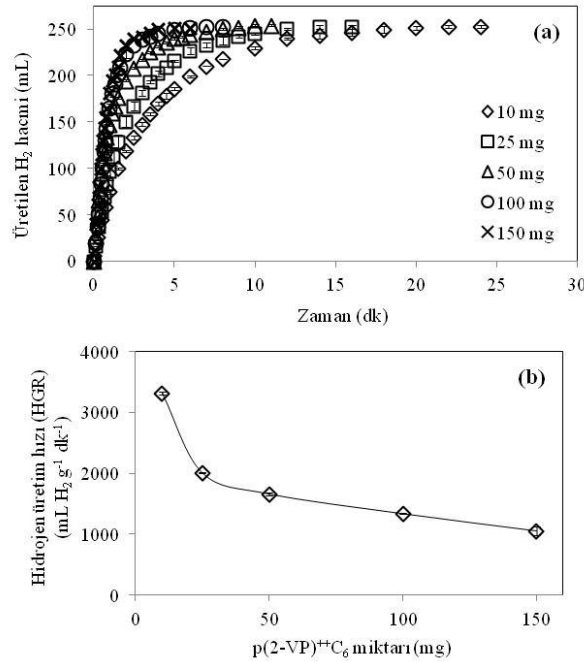 (a)
Üretilen H2 hacmi (mL)
300
250
200
150
100
50
0
10 mg
25 mg
50 mg
100 mg
150 mg
0 5 10 15 20 25 30
Zaman (dk)
(b)
Hidrojen üretim hızı (HGR)
(mL H2 g-1 dk-1)
4000
3000
2000
1000
0
0 50 100 150
p(2-VP)++C6 miktarı (mg)